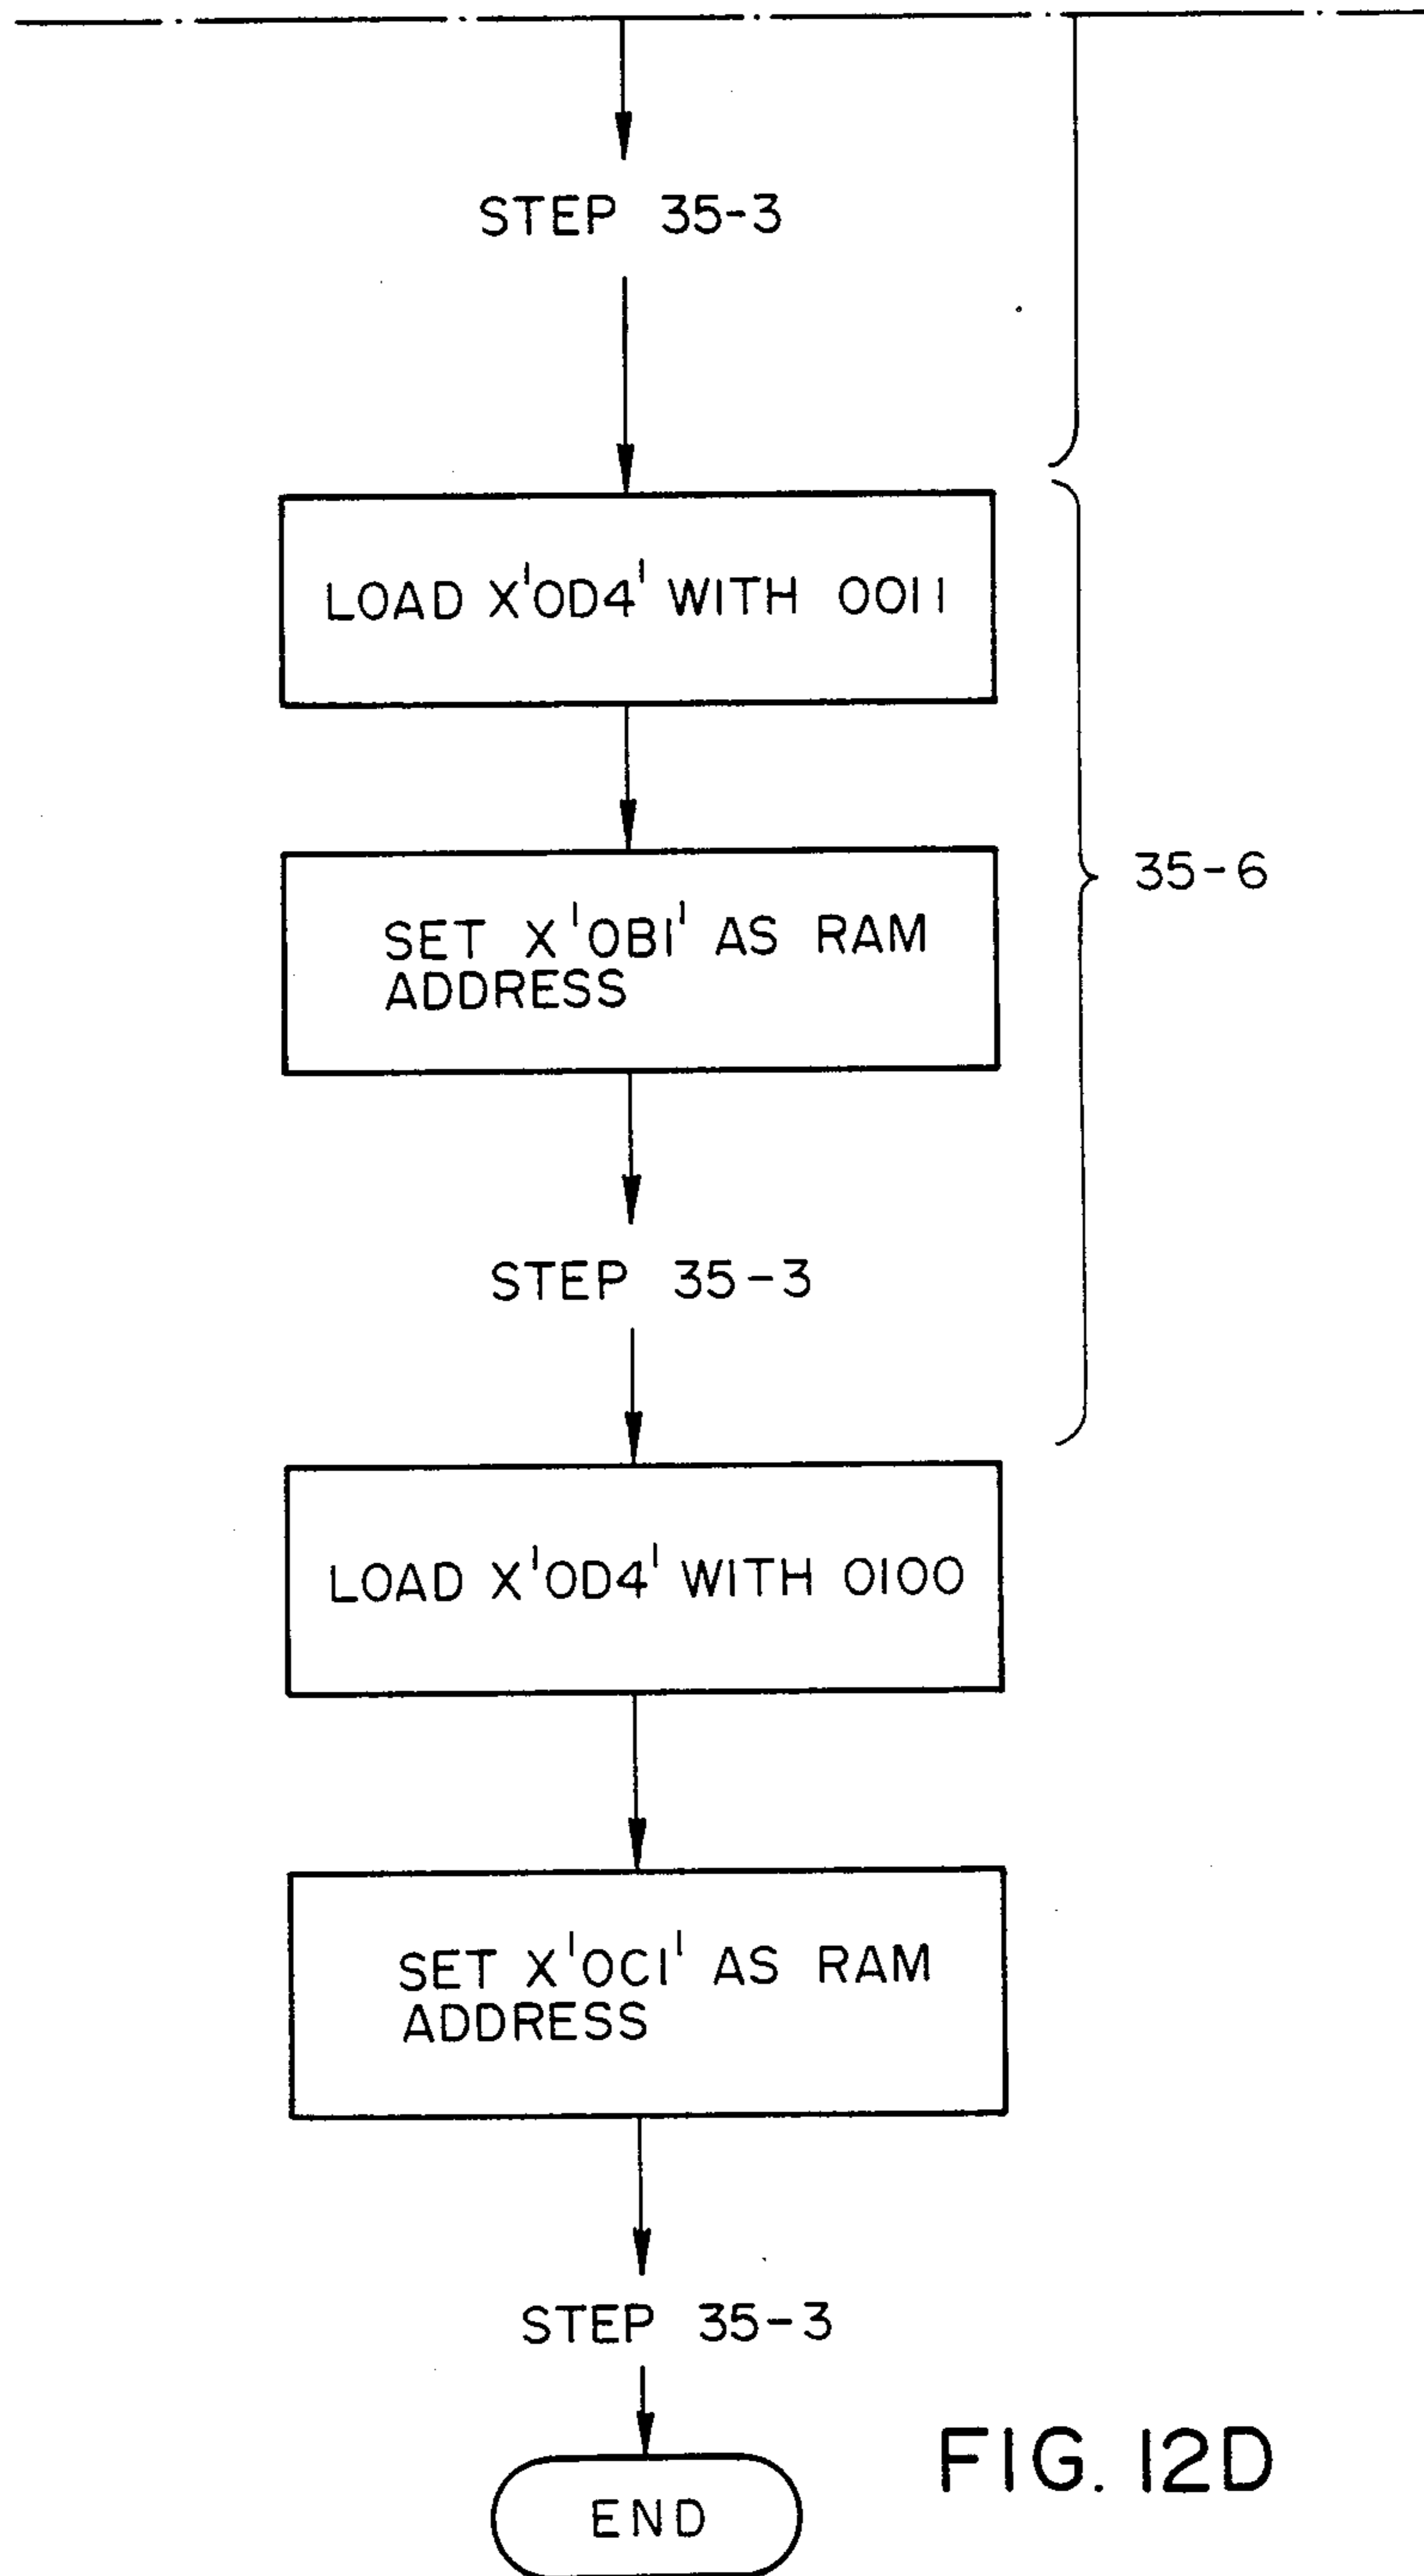 STEP 35-3
LOAD X'0D4' WITH 0011
SET X'0B1' AS RAM
ADDRESS
35-6
STEP 35-3
LOAD X'0D4' WITH 0100
SET X'0C1' AS RAM
ADDRESS
STEP 35-3
END
FIG. 12D